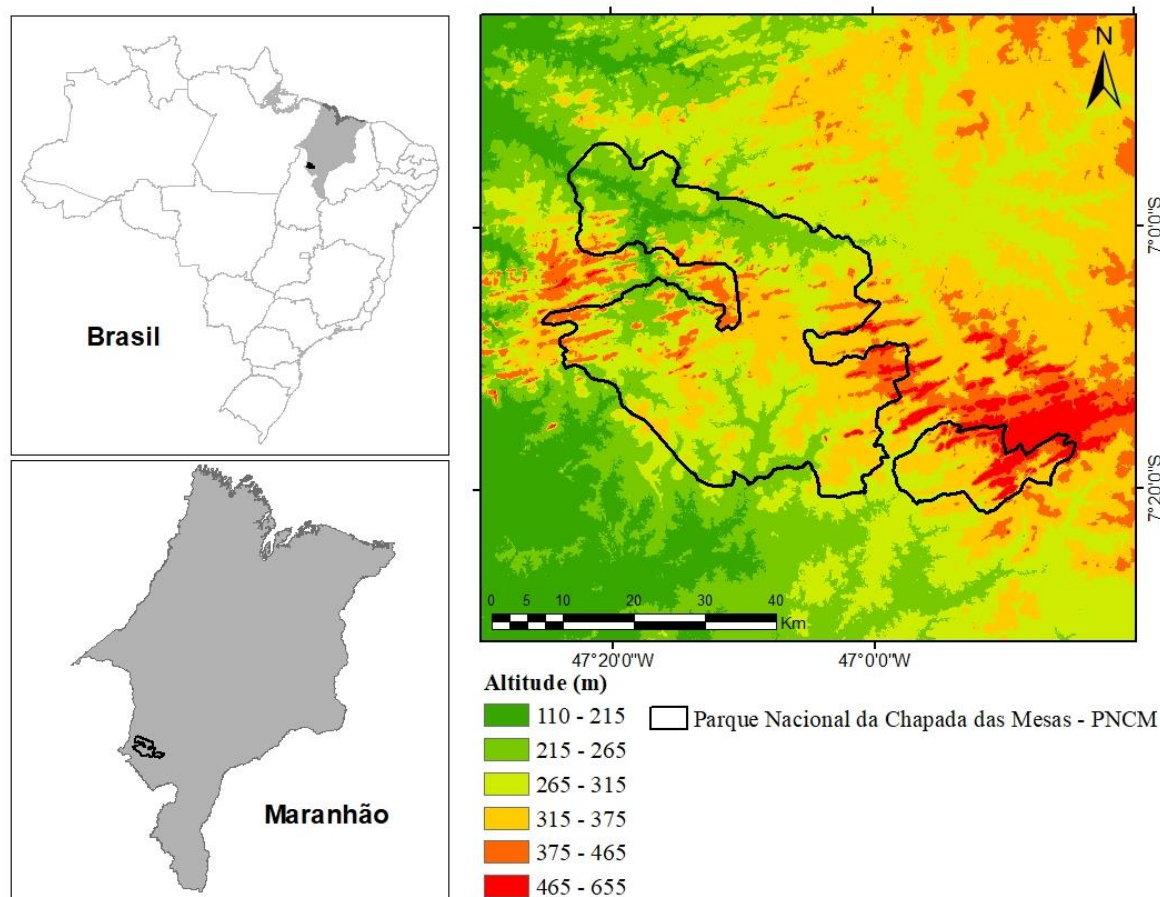 Brasil
Maranhão
N
7°0'0"S
7°20'0"S
0 5 10 20 30 40
Km
47°20'0"W 47°0'0"W
Altitude (m)
110 - 215
215 - 265
265 - 315
315 - 375
375 - 465
465 - 655
Parque Nacional da Chapada das Mesas - PNCM